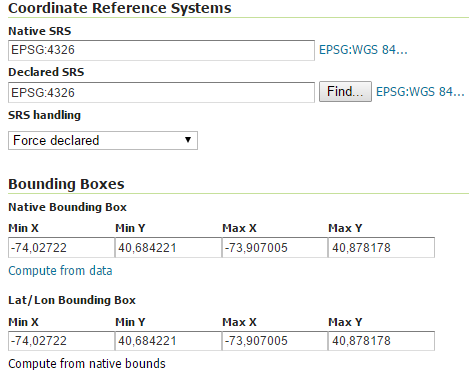 Coordinate Reference Systems
Native SRS
EPSG:4326 EPSG:WGS 84...
Declared SRS
EPSG:4326 Find... EPSG:WGS 84...
SRS handling
Force declared
Bounding Boxes
Native Bounding Box
Min X Min Y Max X Max Y
-74,02722 40,684221 -73,907005 40,878178
Compute from data
Lat/Lon Bounding Box
Min X Min Y Max X Max Y
-74,02722 40,684221 -73,907005 40,878178
Compute from native bounds